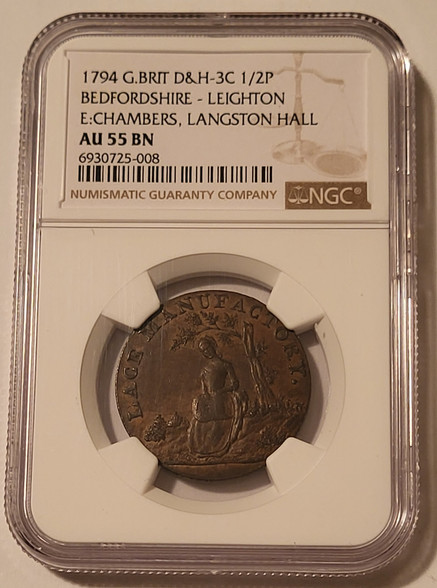 1794 G.BRIT D&H-3C 1/2P
BEDFORDSHIRE - LEIGHTON
E:CHAMBERS, LANGSTON HALL
AU 55 BN
6930725-008
NUMISMATIC GUARANTY COMPANY
NGC®
LACE MANUFACTORY.